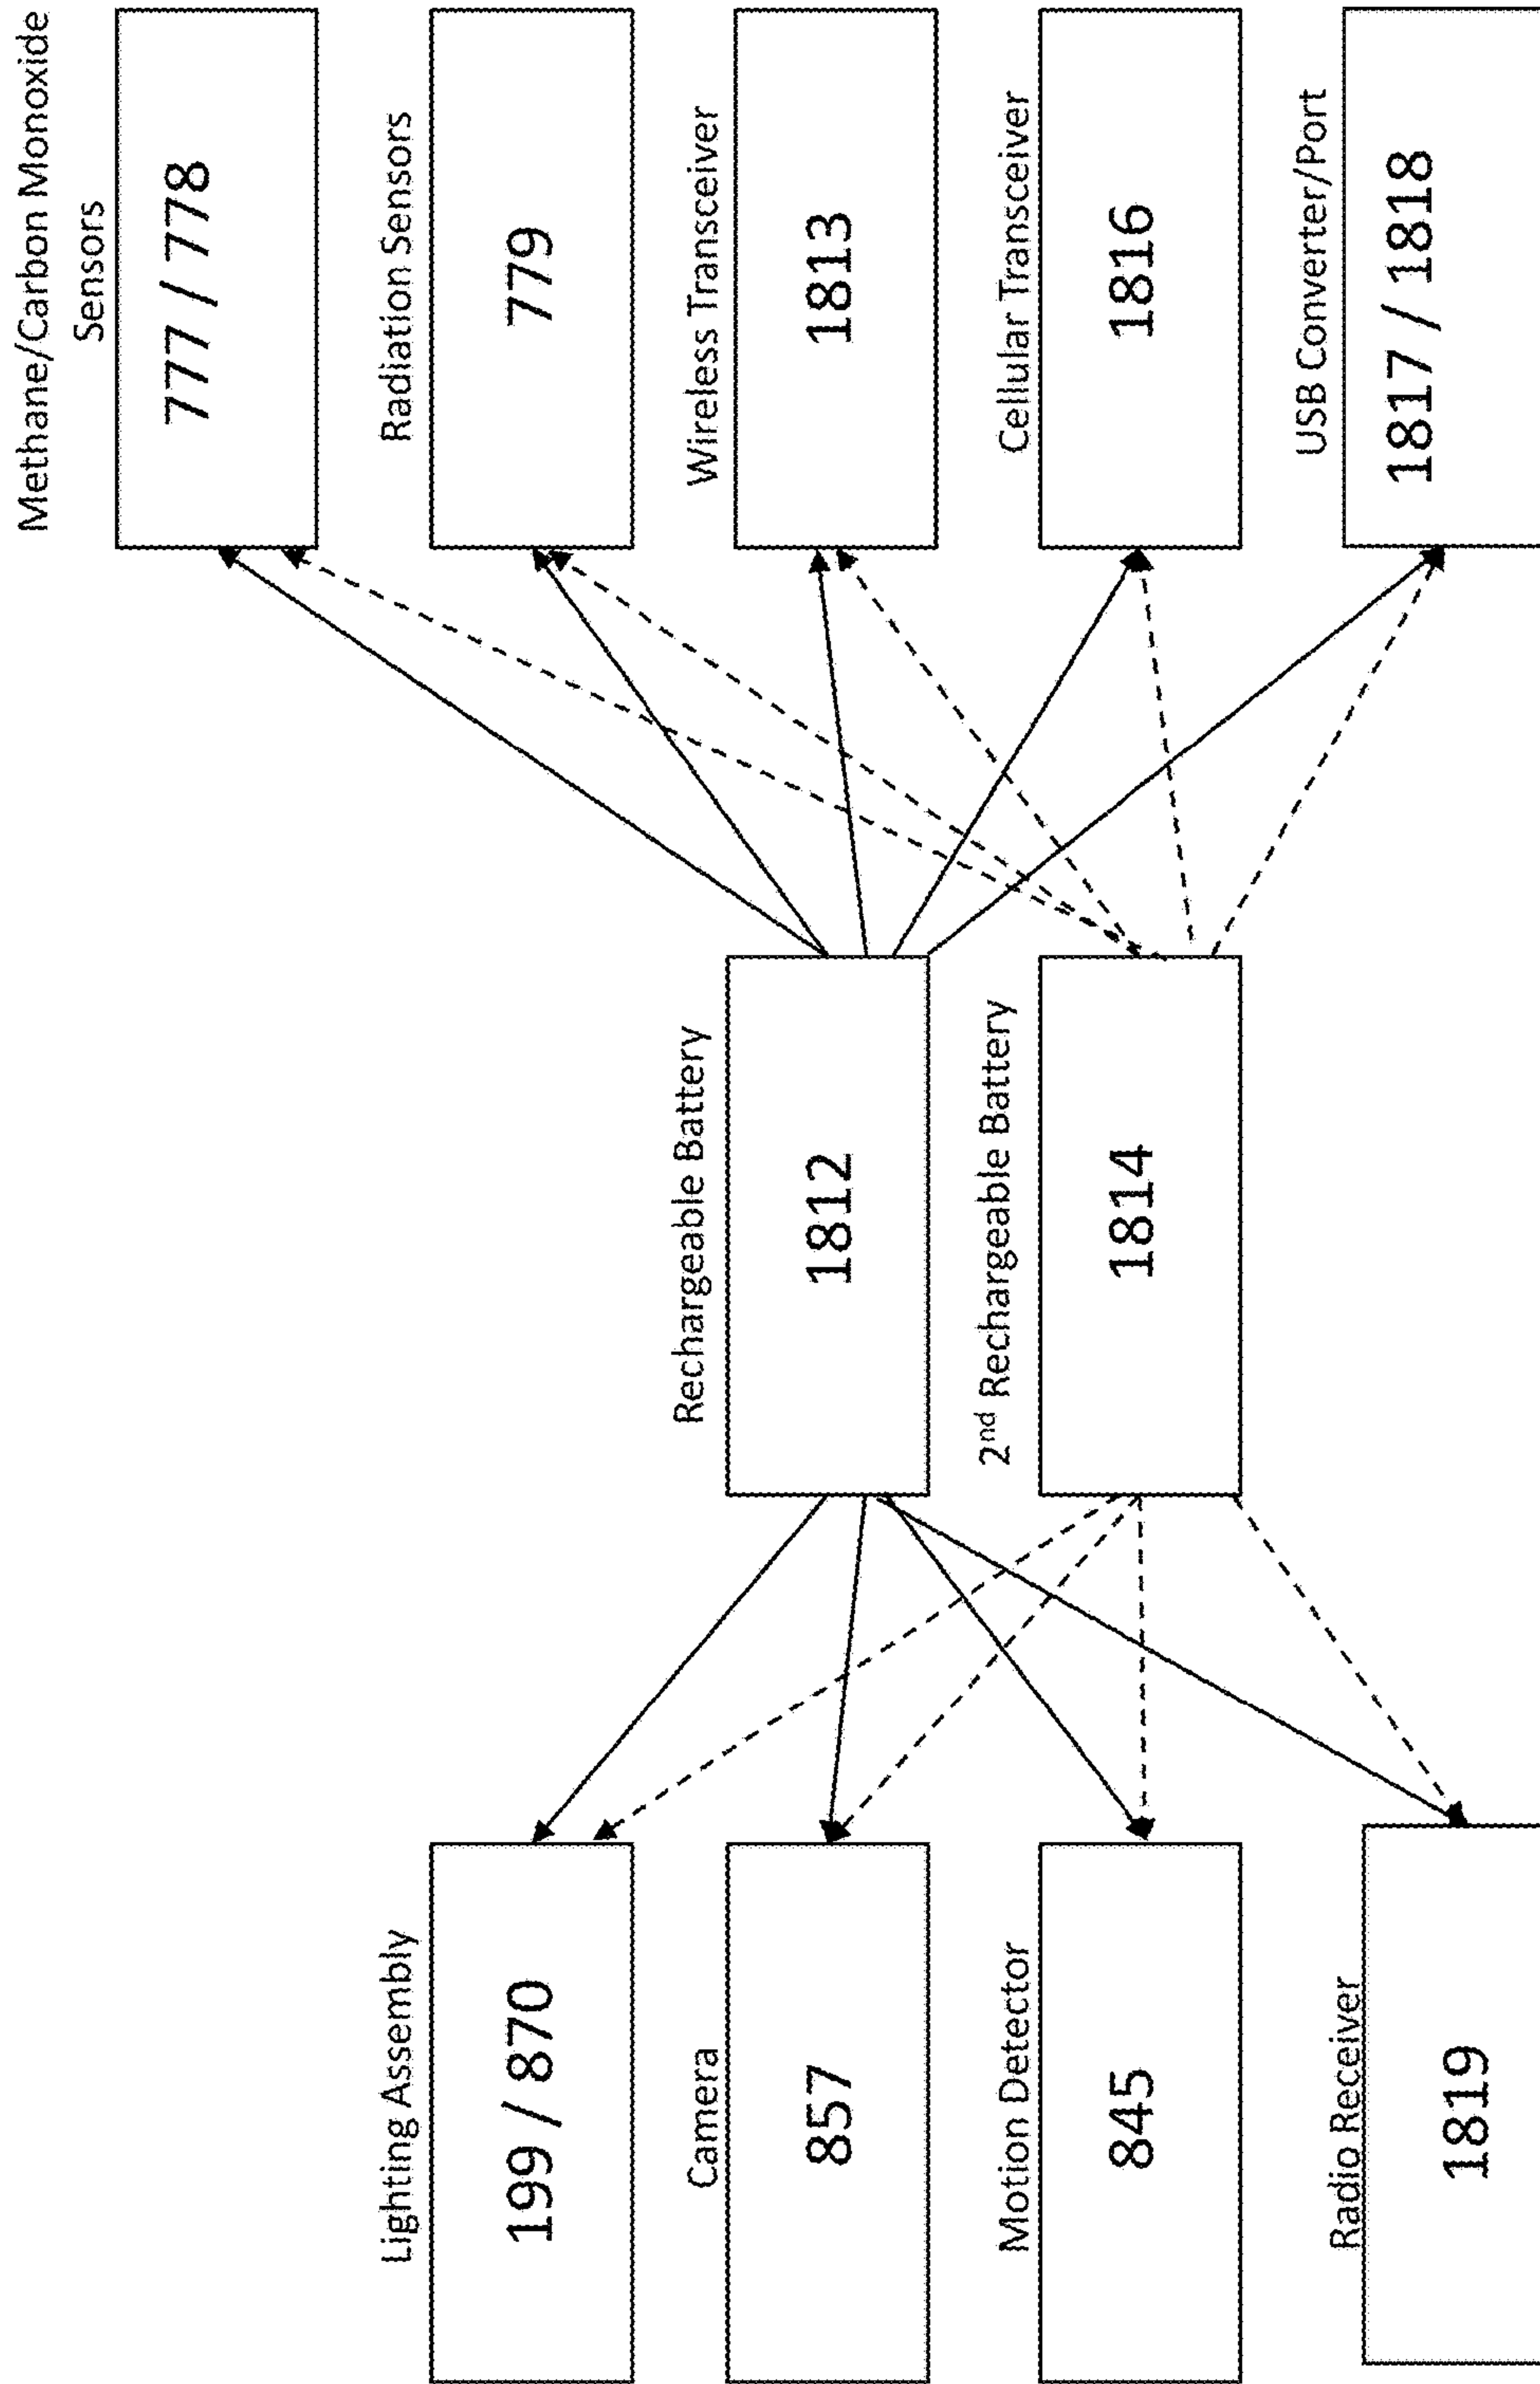 Lighting Assembly
199 / 870
Camera
857
Motion Detector
845
Radio Receiver
1819
Rechargeable Battery
1812
2nd Rechargeable Battery
1814
Methane/Carbon Monoxide
Sensors
777 / 778
Radiation Sensors
779
Wireless Transceiver
1813
Cellular Transceiver
1816
USB Converter/Port
1817 / 1818